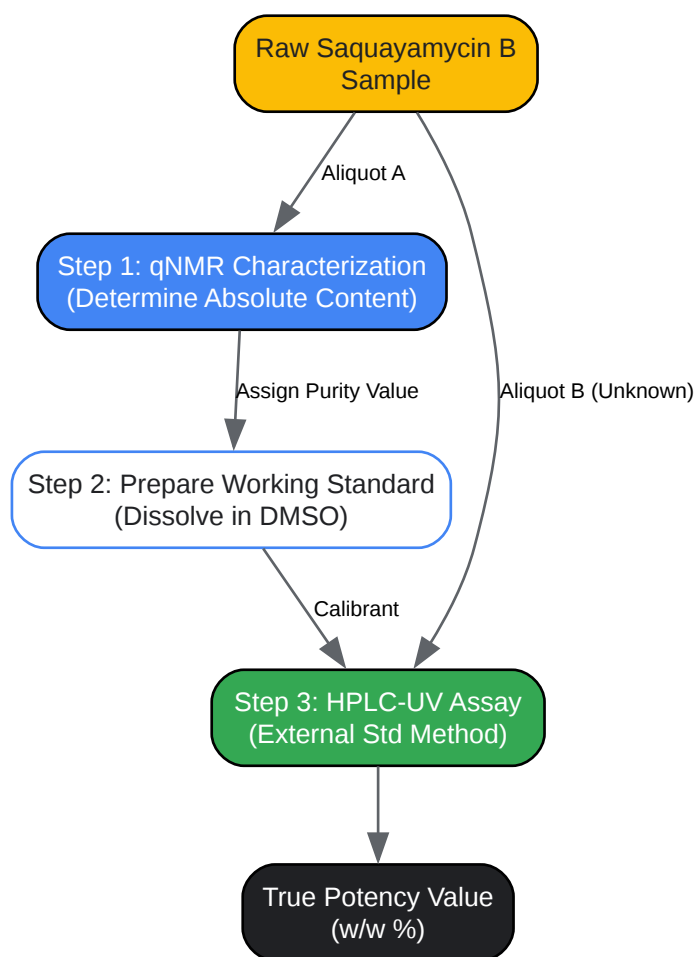 Raw Saquayamycin B
Sample
Aliquot A
Step 1: qNMR Characterization
(Determine Absolute Content)
Assign Purity Value
Aliquot B (Unknown)
Step 2: Prepare Working Standard
(Dissolve in DMSO)
Calibrant
Step 3: HPLC-UV Assay
(External Std Method)
True Potency Value
(w/w %)